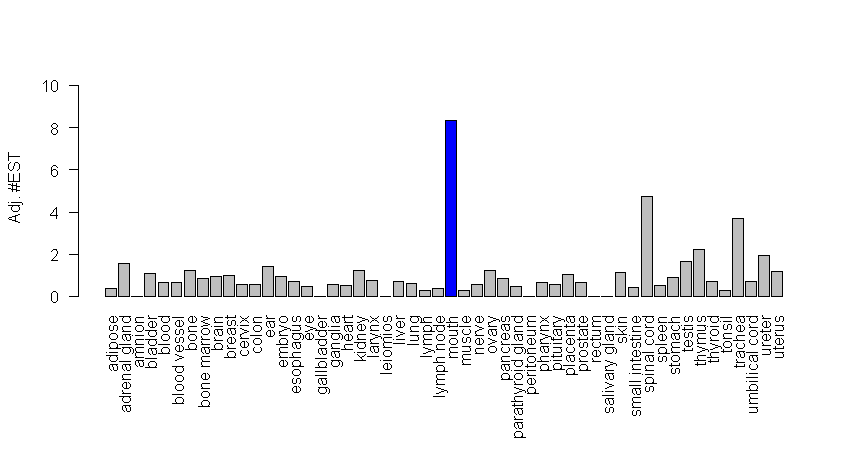 Adj. #EST
10
8
6
4
2
0
adipose
adrenal gland
amnion
bladder
blood
blood vessel
bone
bone marrow
brain
breast
cervix
colon
ear
embryo
esophagus
eye
gallbladder
ganglia
heart
kidney
larynx
leiomios
liver
lung
lymph
lymph node
mouth
muscle
nerve
ovary
pancreas
parathyroid gland
peritoneum
pharynx
pituitary
placenta
prostate
rectum
salivary gland
skin
small intestine
spinal cord
spleen
stomach
testis
thymus
thyroid
tonsil
trachea
umbilical cord
ureter
uterus